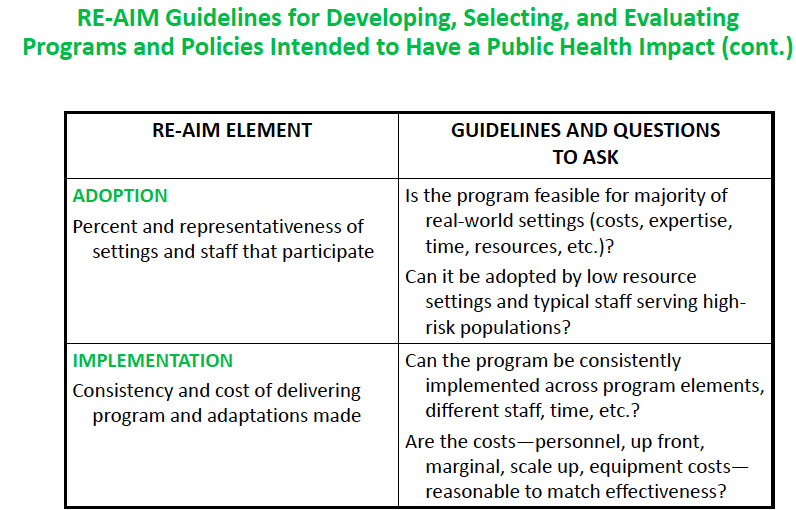 RE-AIM Guidelines for Developing, Selecting, and Evaluating
Programs and Policies Intended to Have a Public Health Impact (cont.)
RE-AIM ELEMENT
GUIDELINES AND QUESTIONS
TO ASK
ADOPTION
Percent and representativeness of
settings and staff that participate
Is the program feasible for majority of
real-world settings (costs, expertise,
time, resources, etc.)?
Can it be adopted by low resource
settings and typical staff serving high-
risk populations?
IMPLEMENTATION
Consistency and cost of delivering
program and adaptations made
Can the program be consistently
implemented across program elements,
different staff, time, etc.?
Are the costs—personnel, up front,
marginal, scale up, equipment costs—
reasonable to match effectiveness?